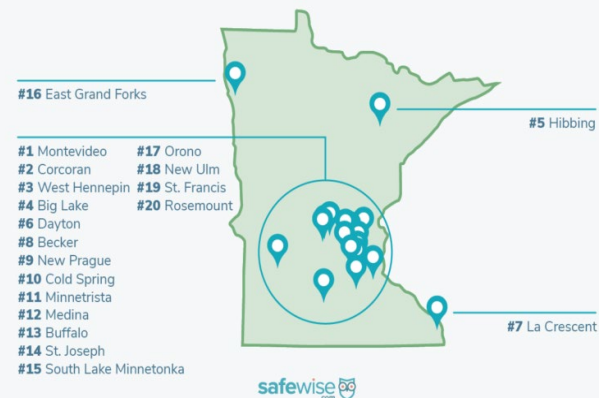 #16 East Grand Forks
#5 Hibbing
#1 Montevideo
#2 Corcoran
#3 West Hennepin
#4 Big Lake
#6 Dayton
#8 Becker
#9 New Prague
#10 Cold Spring
#11 Minnetrista
#12 Medina
#13 Buffalo
#14 St. Joseph
#15 South Lake Minnetonka
#17 Orono
#18 New Ulm
#19 St. Francis
#20 Rosemount
#7 La Crescent
safewise